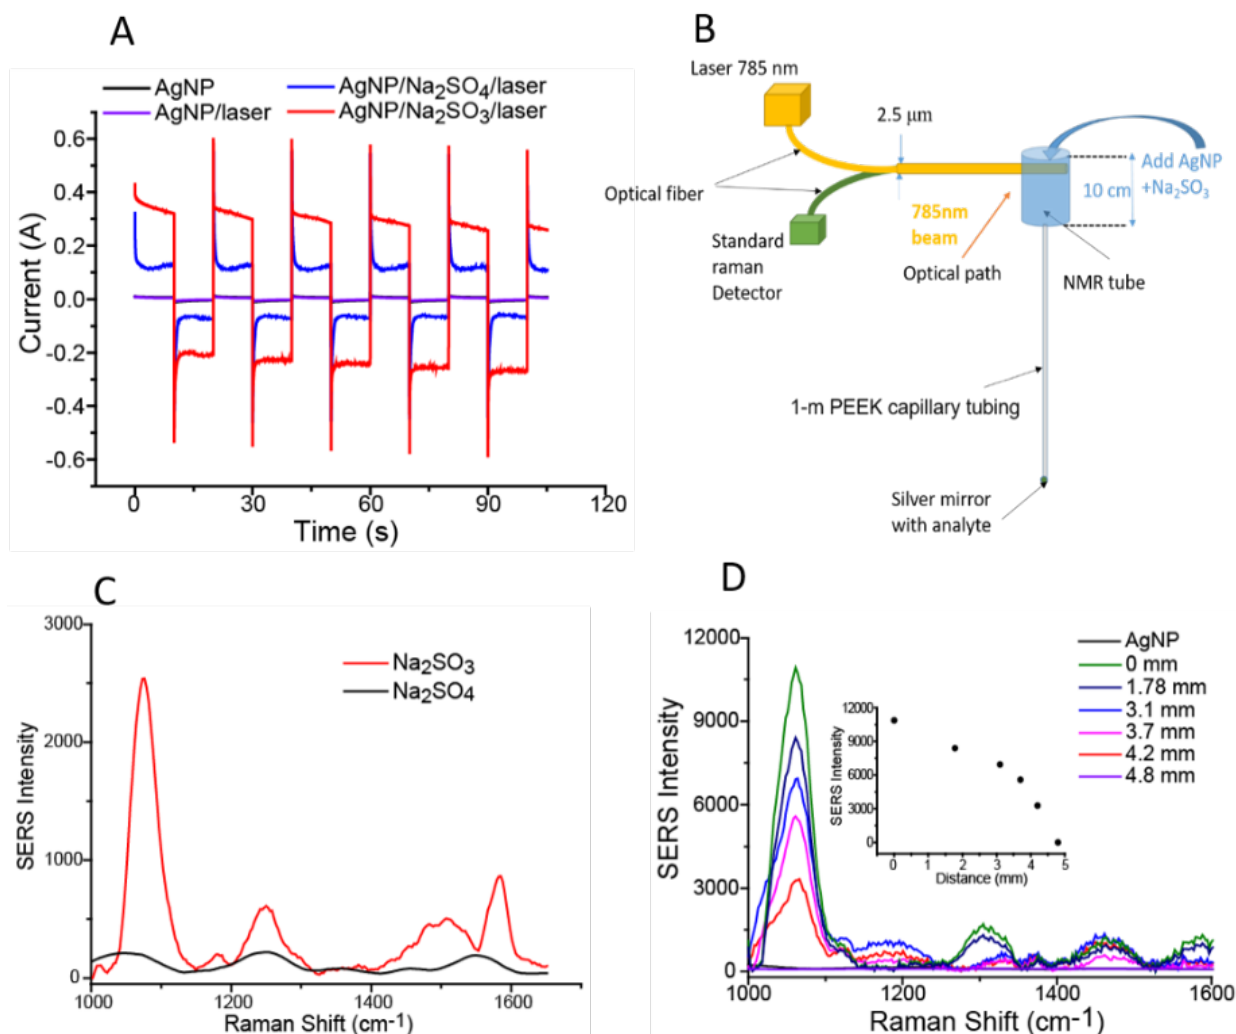 A
AgNP
AgNP/laser
AgNP/Na₂SO₄/laser
AgNP/Na₂SO₃/laser
Current (A)
0.6
0.4
0.2
0.0
-0.2
-0.4
-0.6
0 30 60 90 120
Time (s)
B
Laser 785 nm
2.5 μm
Optical fiber
Standard
raman
Detector
785nm
beam
Optical path
10 cm
Add AgNP
+Na₂SO₃
NMR tube
1-m PEEK capillary tubing
Silver mirror
with analyte
C
Na₂SO₃
Na₂SO₄
SERS Intensity
3000
2000
1000
0
1000 1200 1400 1600
Raman Shift (cm⁻¹)
D
AgNP
0 mm
1.78 mm
3.1 mm
3.7 mm
4.2 mm
4.8 mm
SERS Intensity
12000
9000
6000
3000
0
1000 1200 1400 1600
Raman Shift (cm⁻¹)
SERS Intensity
12000
9000
6000
3000
0
0 1 2 3 4 5
Distance (mm)